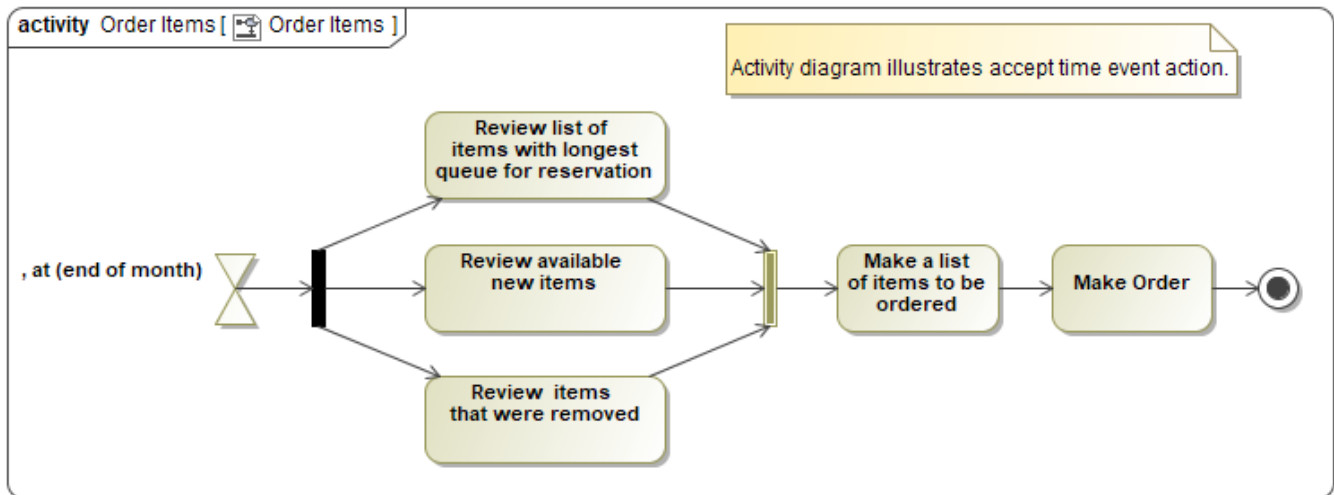 activity Order Items [ Order Items ]
Activity diagram illustrates accept time event action.
Review list of
items with longest
queue for reservation
, at (end of month)
Review available
new items
Make a list
of items to be
ordered
Make Order
Review items
that were removed